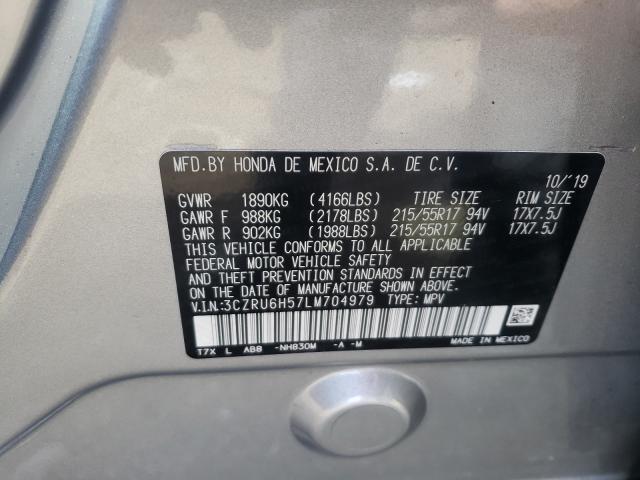 MFD.BY HONDA DE MEXICO S.A. DE C.V.
10/'19
GVWR 1890KG (4166LBS) TIRE SIZE RIM SIZE
GAWR F 988KG (2178LBS) 215/55R17 94V 17X7.5J
GAWR R 902KG (1988LBS) 215/55R17 94V 17X7.5J
THIS VEHICLE CONFORMS TO ALL APPLICABLE
FEDERAL MOTOR VEHICLE SAFETY
AND THEFT PREVENTION STANDARDS IN EFFECT
ON THE DATE OF MANUFACTURE SHOWN ABOVE.
V.IN:3CZRU6H57LM704979 TYPE: MPV
T7X L AB8 -NH830M -A -M MADE IN MEXICO